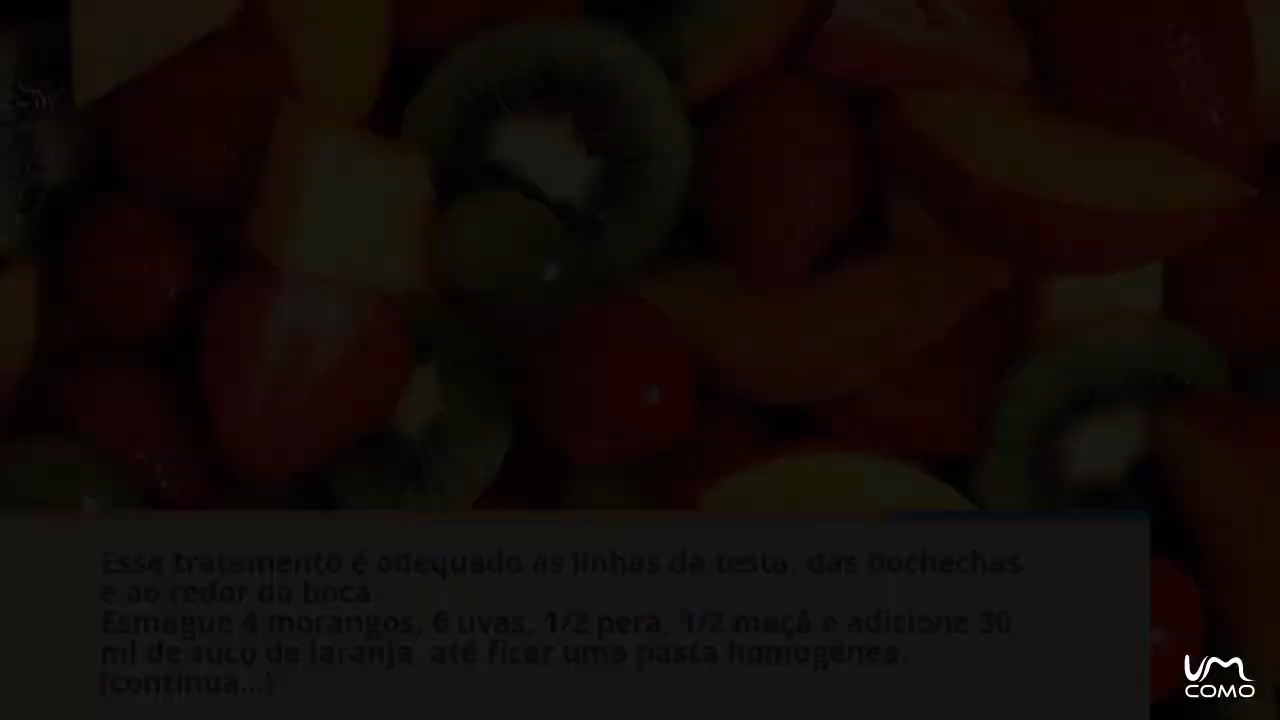 Esse tratamento é adequado as linhas da testa, das bochechas
e ao redor da boca.
Esmague 4 morangos, 6 uvas, 1/2 pera, 1/2 maçã e adicione 30
ml de suco de laranja, até ficar uma pasta homogênea.
(continua...)
UM
COMO